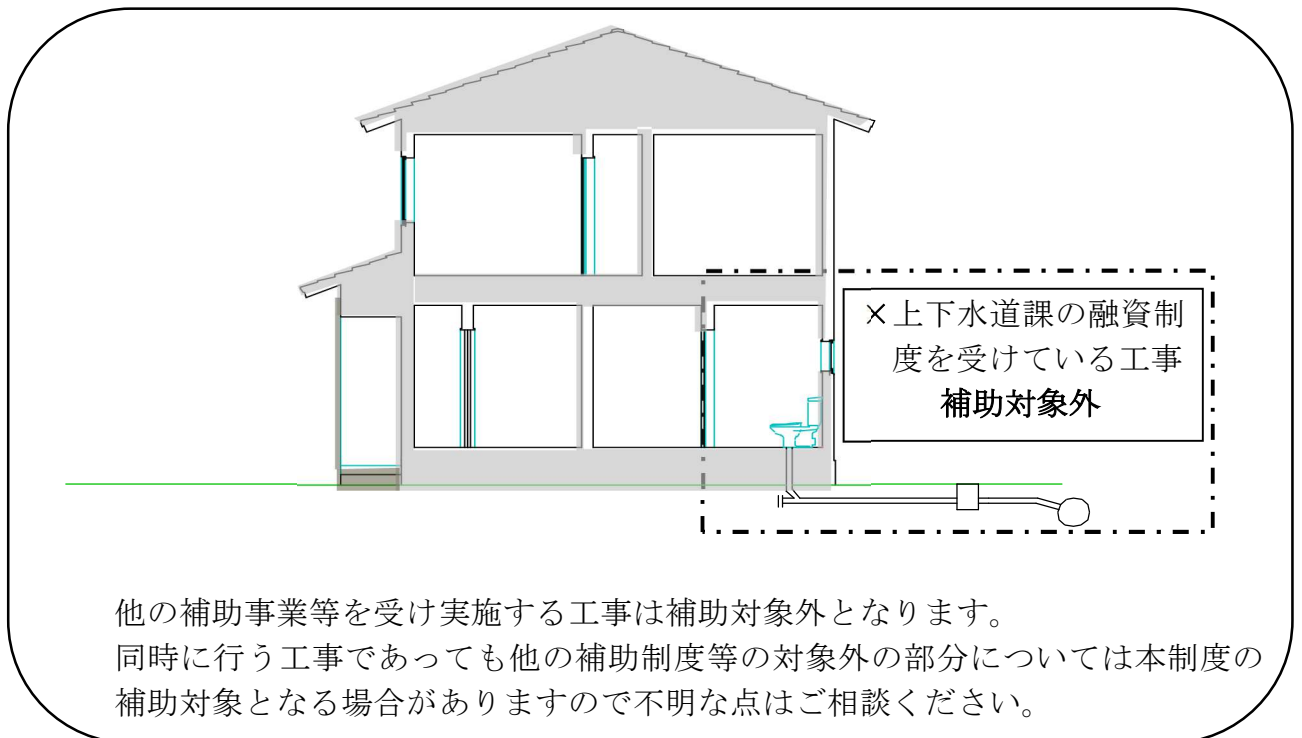 ×上下水道課の融資制
度を受けている工事
補助対象外
他の補助事業等を受け実施する工事は補助対象外となります。
同時に行う工事であっても他の補助制度等の対象外の部分については本制度の
補助対象となる場合がありますので不明な点はご相談ください。